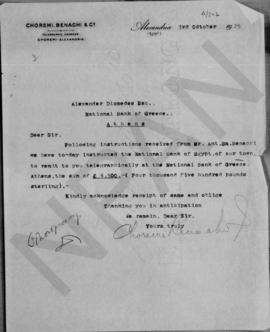 CHOREMI, BENACHI & Cº
TELEGRAPHIC ADDRESS
CHOREMI-ALEXANDRIA.
Alexandria 3rd October 1925
(Egypt)
Alexander Diomedes Esq.
National Bank of Greece.
Athens
Dear Sir.
Following instructions received from Mr. Ant. Em. Benachi
we have to-day instructed the National Bank of Egypt, of our town,
to remit to you telegraphically at the National Bank of Greece.
Athens, the sum of £ 4,500.-( Four thousand Five hundred pounds
sterling).-
Kindly acknowledge receipt of same and oblige
Thanking you in anticipation
We remain. Dear Sir.
Yours truly
Choremi Benachi